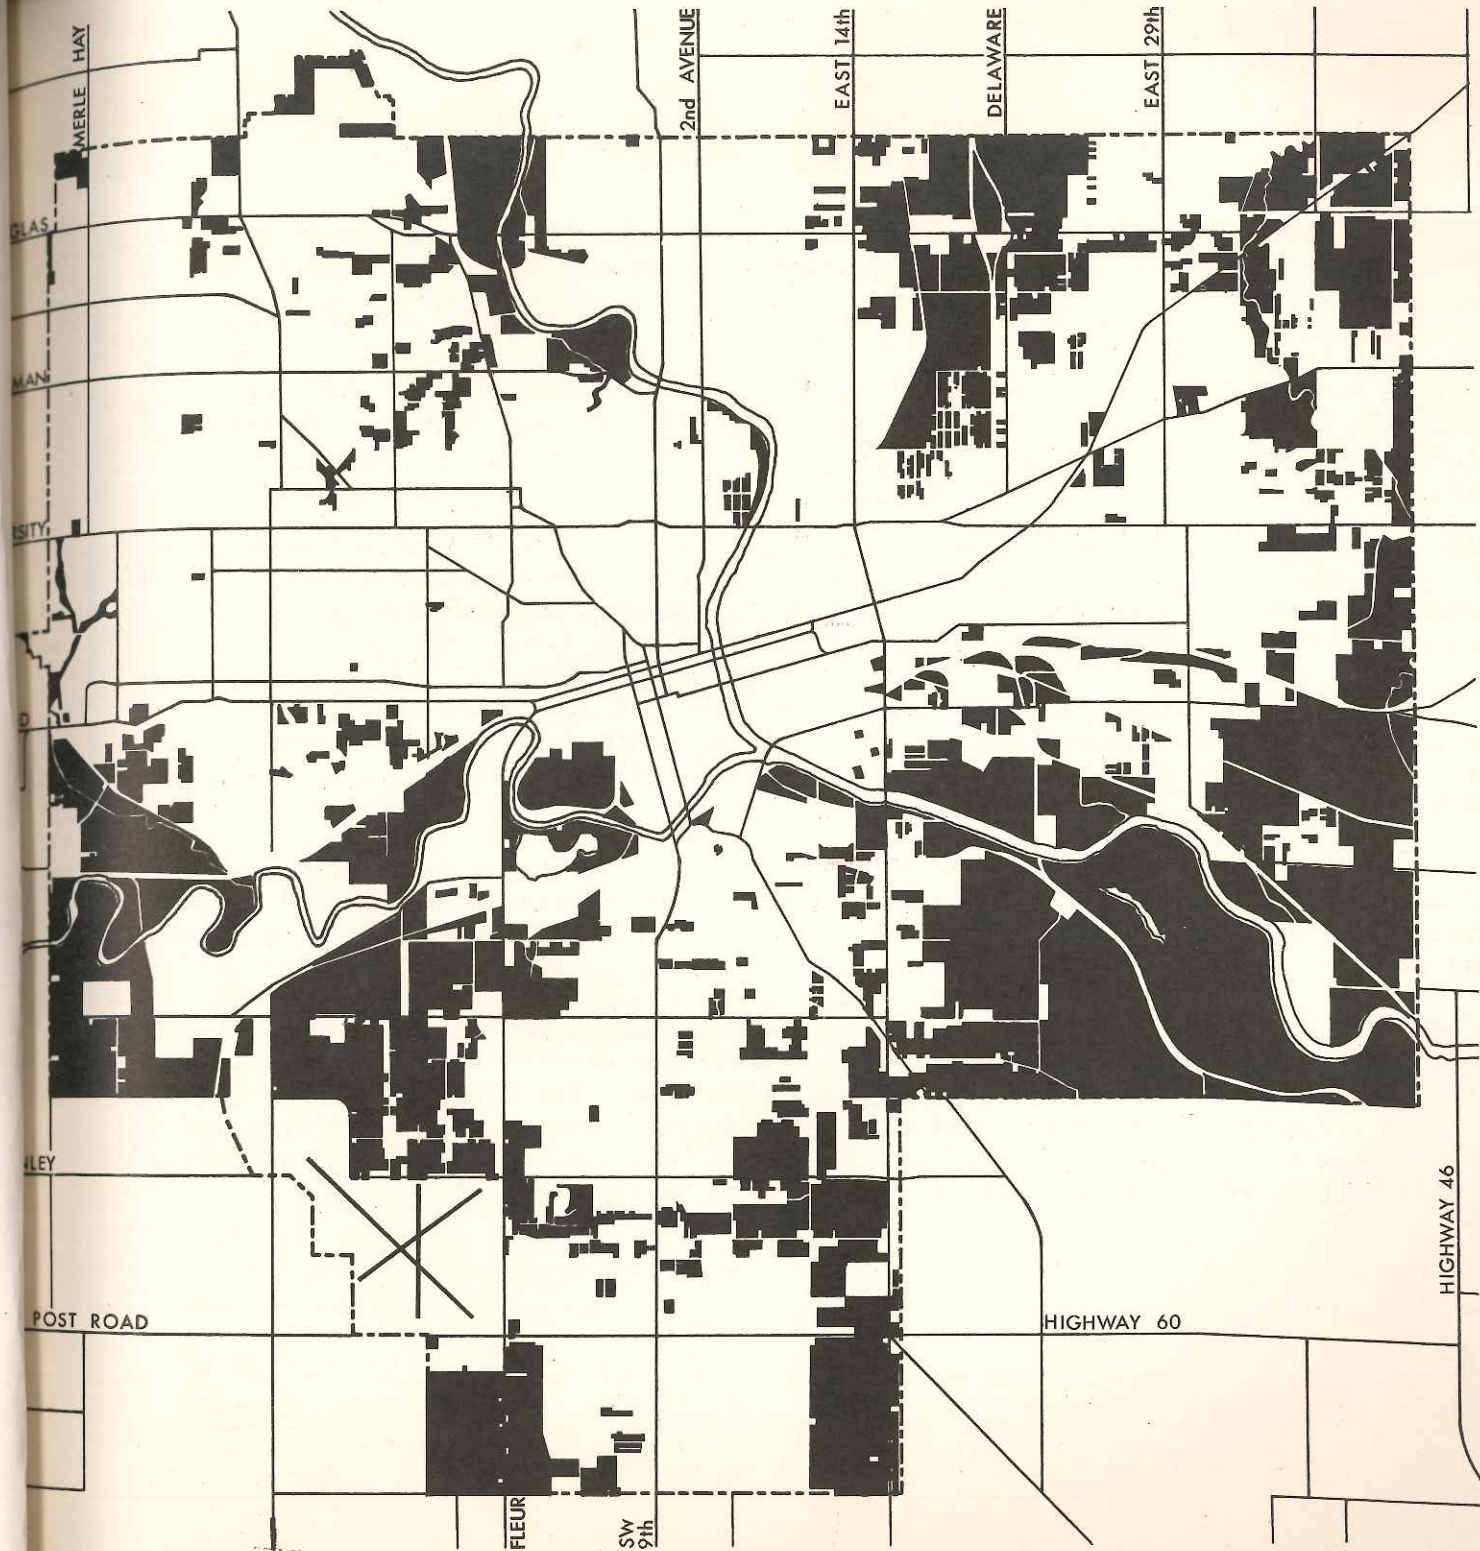 MERLE HAY
2nd AVENUE
EAST 14th
DELAWARE
EAST 29th
GLAS
MAN
RSITY
D
LEY
POST ROAD
HIGHWAY 60
HIGHWAY 46
FLEUR
SW
9th